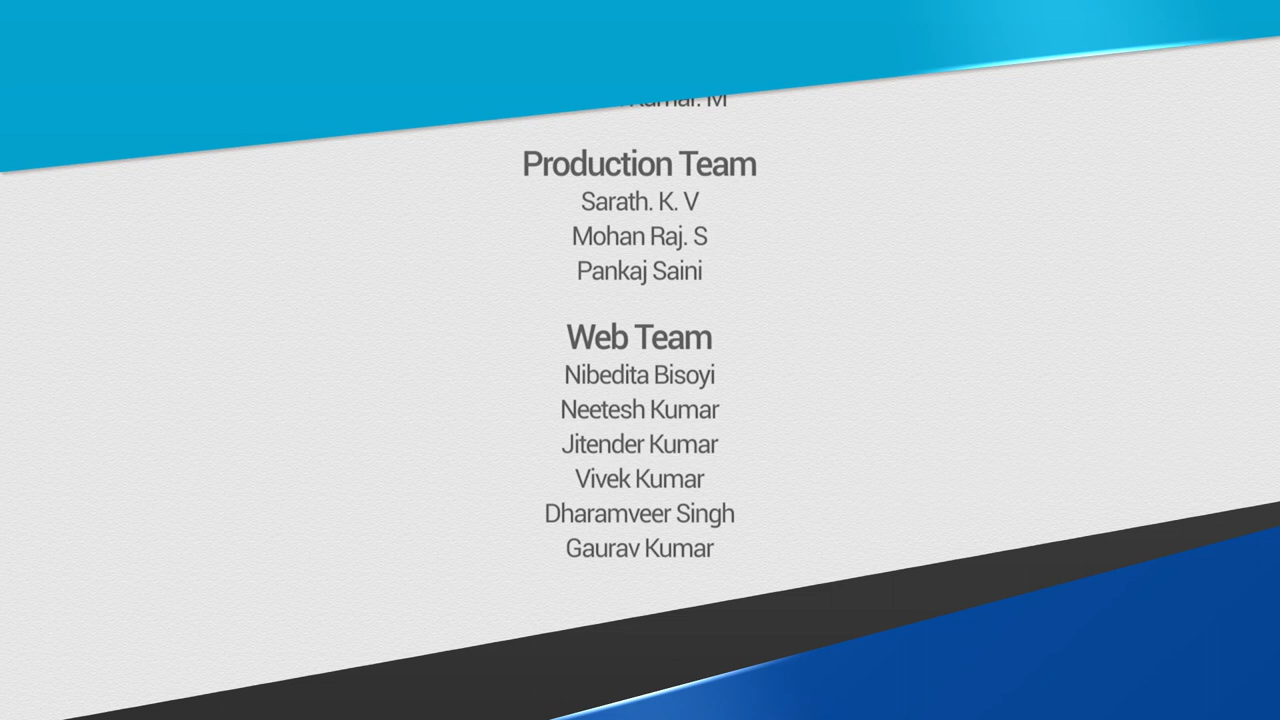 Kumar. M
Production Team
Sarath. K. V
Mohan Raj. S
Pankaj Saini
Web Team
Nibedita Bisoyi
Neetesh Kumar
Jitender Kumar
Vivek Kumar
Dharamveer Singh
Gaurav Kumar